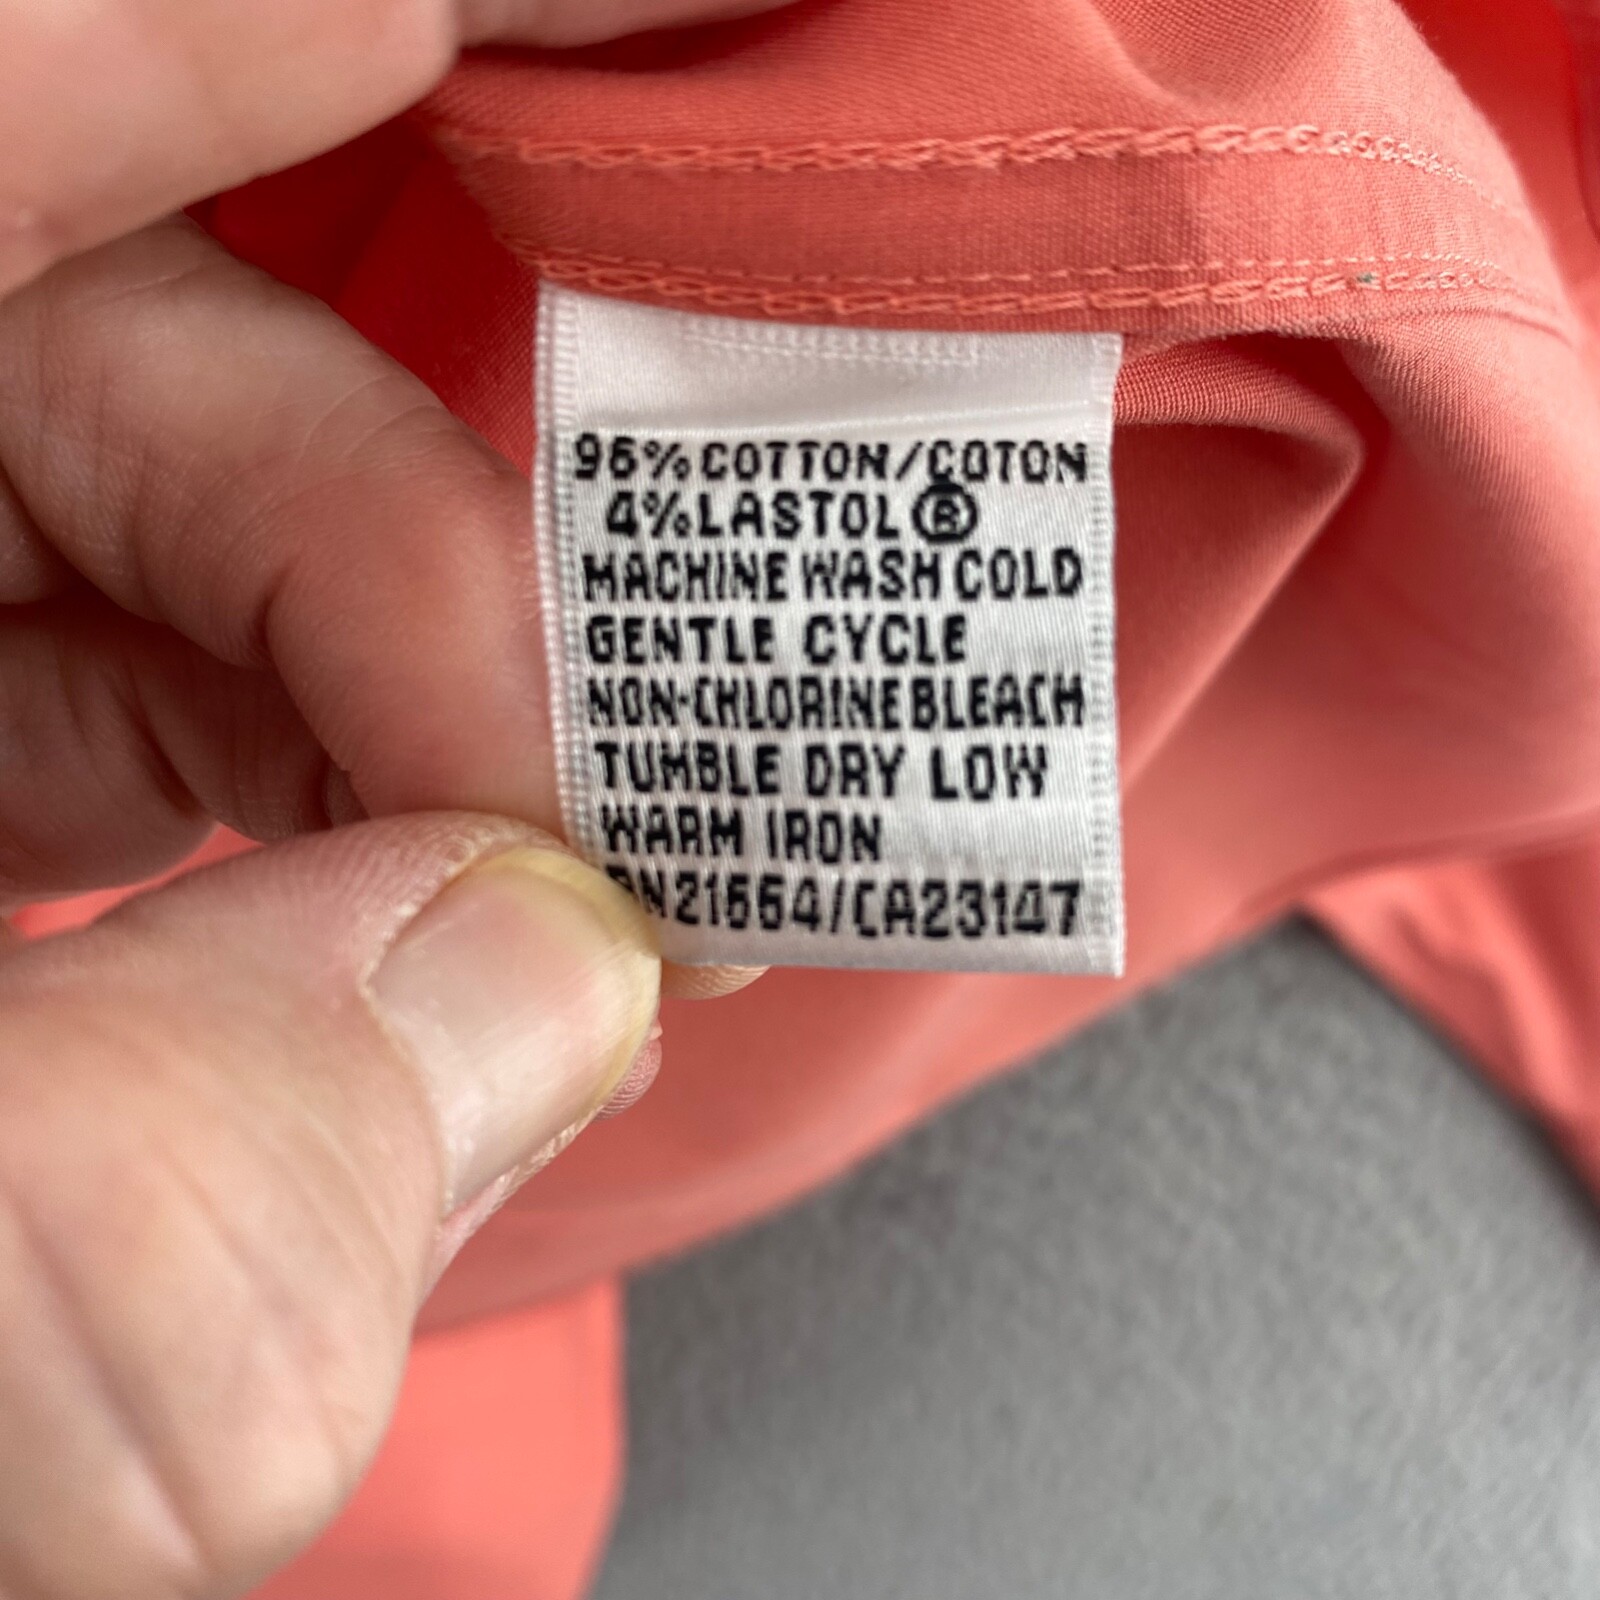 96% COTTON/COTON
4% LASTOL ®
MACHINE WASH COLD
GENTLE CYCLE
NON-CHLORINE BLEACH
TUMBLE DRY LOW
WARM IRON
RN21554/CA23147